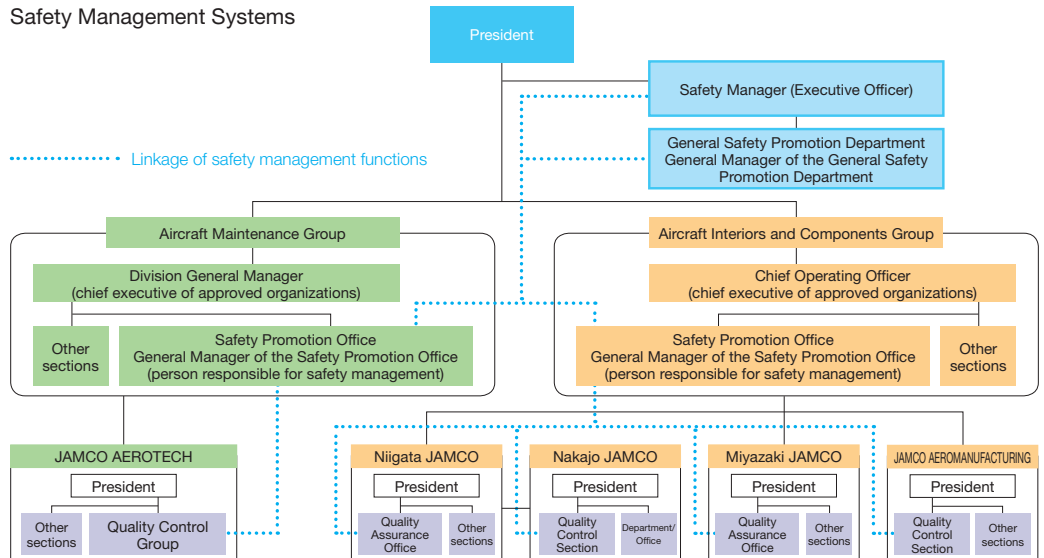 Safety Management Systems
President
Safety Manager (Executive Officer)
General Safety Promotion Department
General Manager of the General Safety
Promotion Department
Linkage of safety management functions
Aircraft Maintenance Group
Division General Manager
(chief executive of approved organizations)
Other
sections
Safety Promotion Office
General Manager of the Safety Promotion Office
(person responsible for safety management)
Aircraft Interiors and Components Group
Chief Operating Officer
(chief executive of approved organizations)
Safety Promotion Office
General Manager of the Safety Promotion Office
(person responsible for safety management)
Other
sections
JAMCO AEROTECH
President
Other
sections
Quality Control
Group
Niigata JAMCO
President
Quality
Assurance
Office
Other
sections
Nakajo JAMCO
President
Quality
Control
Section
Department/
Office
Miyazaki JAMCO
President
Quality
Assurance
Office
Other
sections
JAMCO AEROMANUFACTURING
President
Quality
Control
Section
Other
sections